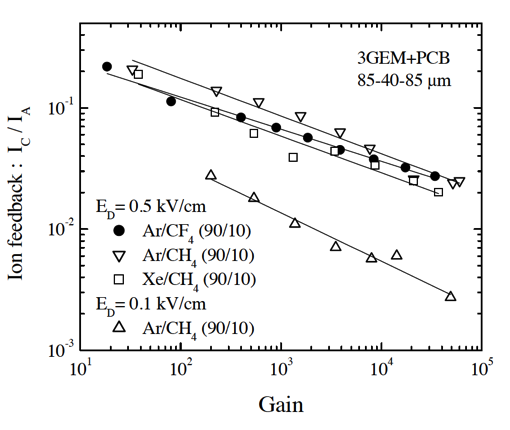 3GEM+PCB
85-40-85 μm
Ion feedback : I_C / I_A
10^-1
10^-2
10^-3
E_D= 0.5 kV/cm
Ar/CF_4 (90/10)
Ar/CH_4 (90/10)
Xe/CH_4 (90/10)
E_D= 0.1 kV/cm
Ar/CH_4 (90/10)
10^1 10^2 10^3 10^4 10^5
Gain